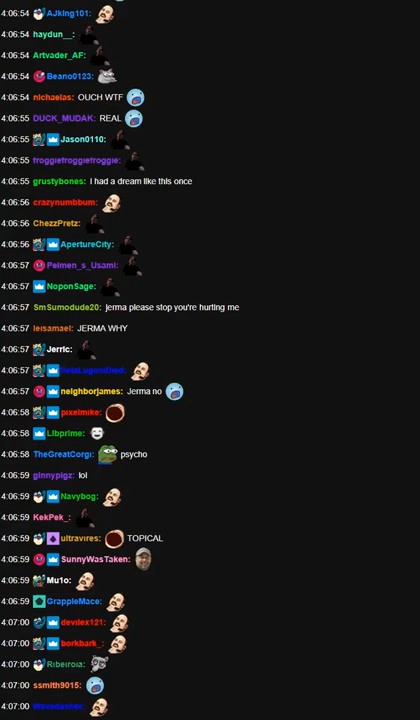 4:06:54 AJking101:
4:06:54 haydun__:
4:06:54 Artvader_AF:
4:06:54 Beano0123:
4:06:54 nichaelas: OUCH WTF
4:06:55 DUCK_MUDAK: REAL
4:06:55 Jason0110:
4:06:55 froggiefroggiefroggie:
4:06:55 grustybones: I had a dream like this once
4:06:56 crazynumbbum:
4:06:56 ChezzPretz:
4:06:56 ApertureCity:
4:06:57 Pelmen_s_Usami:
4:06:57 NoponSage:
4:06:57 SmSumodude20: jerma please stop you're hurting me
4:06:57 leisamael: JERMA WHY
4:06:57 Jerric:
4:06:57
4:06:57 neighborjames: Jerma no
4:06:58 pixelmike:
4:06:58 Librime:
4:06:58 TheGreatCorgi: psycho
4:06:59 ginnypigz: lol
4:06:59 Navybog:
4:06:59 KekPek_:
4:06:59 ultravires: TOPICAL
4:06:59 SunnyWasTaken:
4:06:59 Mu1o:
4:06:59 GrappleMace:
4:07:00 devilex121:
4:07:00 borkbark_:
4:07:00 Ribeiroia:
4:07:00 ssmith9015:
4:07:00 Wavedasher: